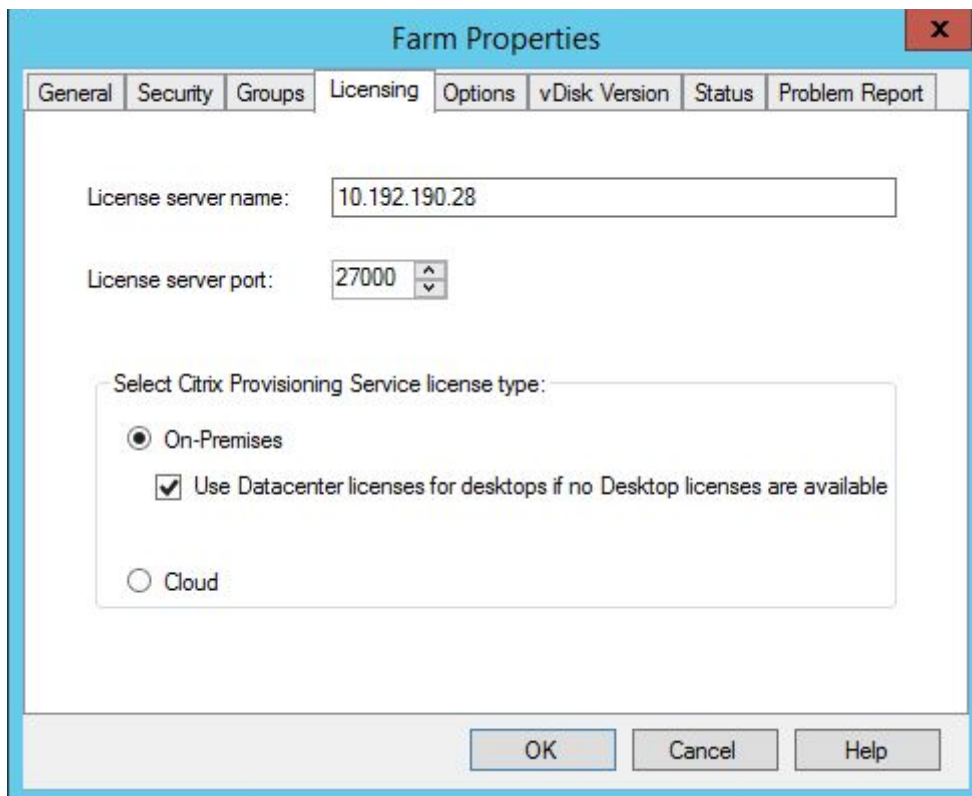 Farm Properties
x
General Security Groups Licensing Options vDisk Version Status Problem Report
License server name: 10.192.190.28
License server port: 27000
Select Citrix Provisioning Service license type:
On-Premises
Use Datacenter licenses for desktops if no Desktop licenses are available
Cloud
OK Cancel Help